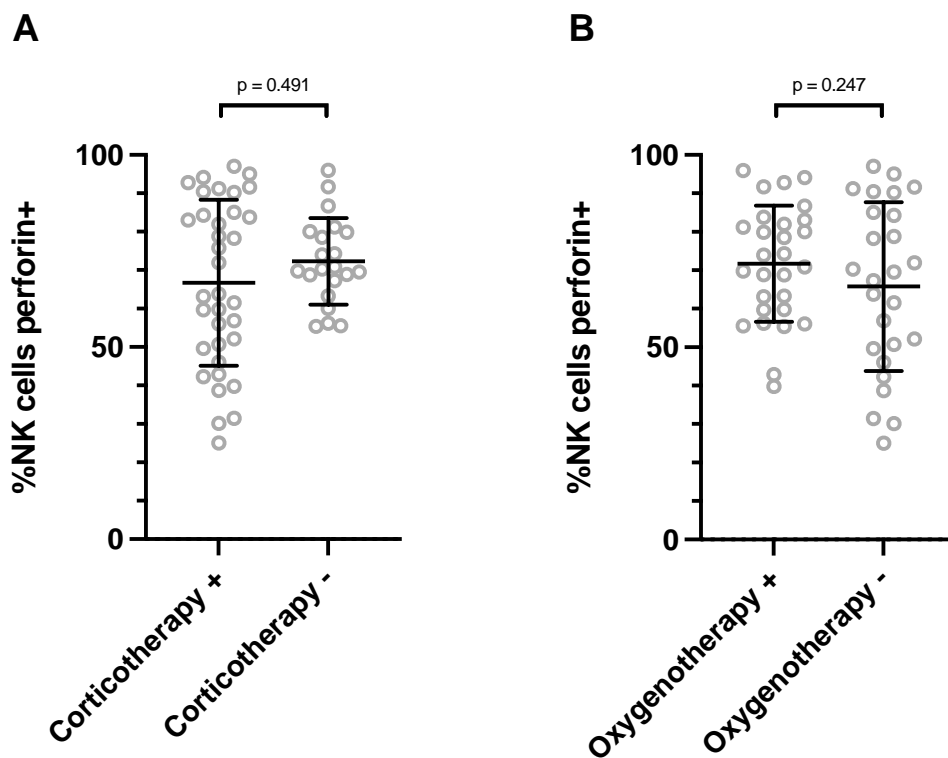 A
p = 0.491
%NK cells perforin+
100
50
0
Corticotherapy +
Corticotherapy -
B
p = 0.247
%NK cells perforin+
100
50
0
Oxygenotherapy +
Oxygenotherapy -